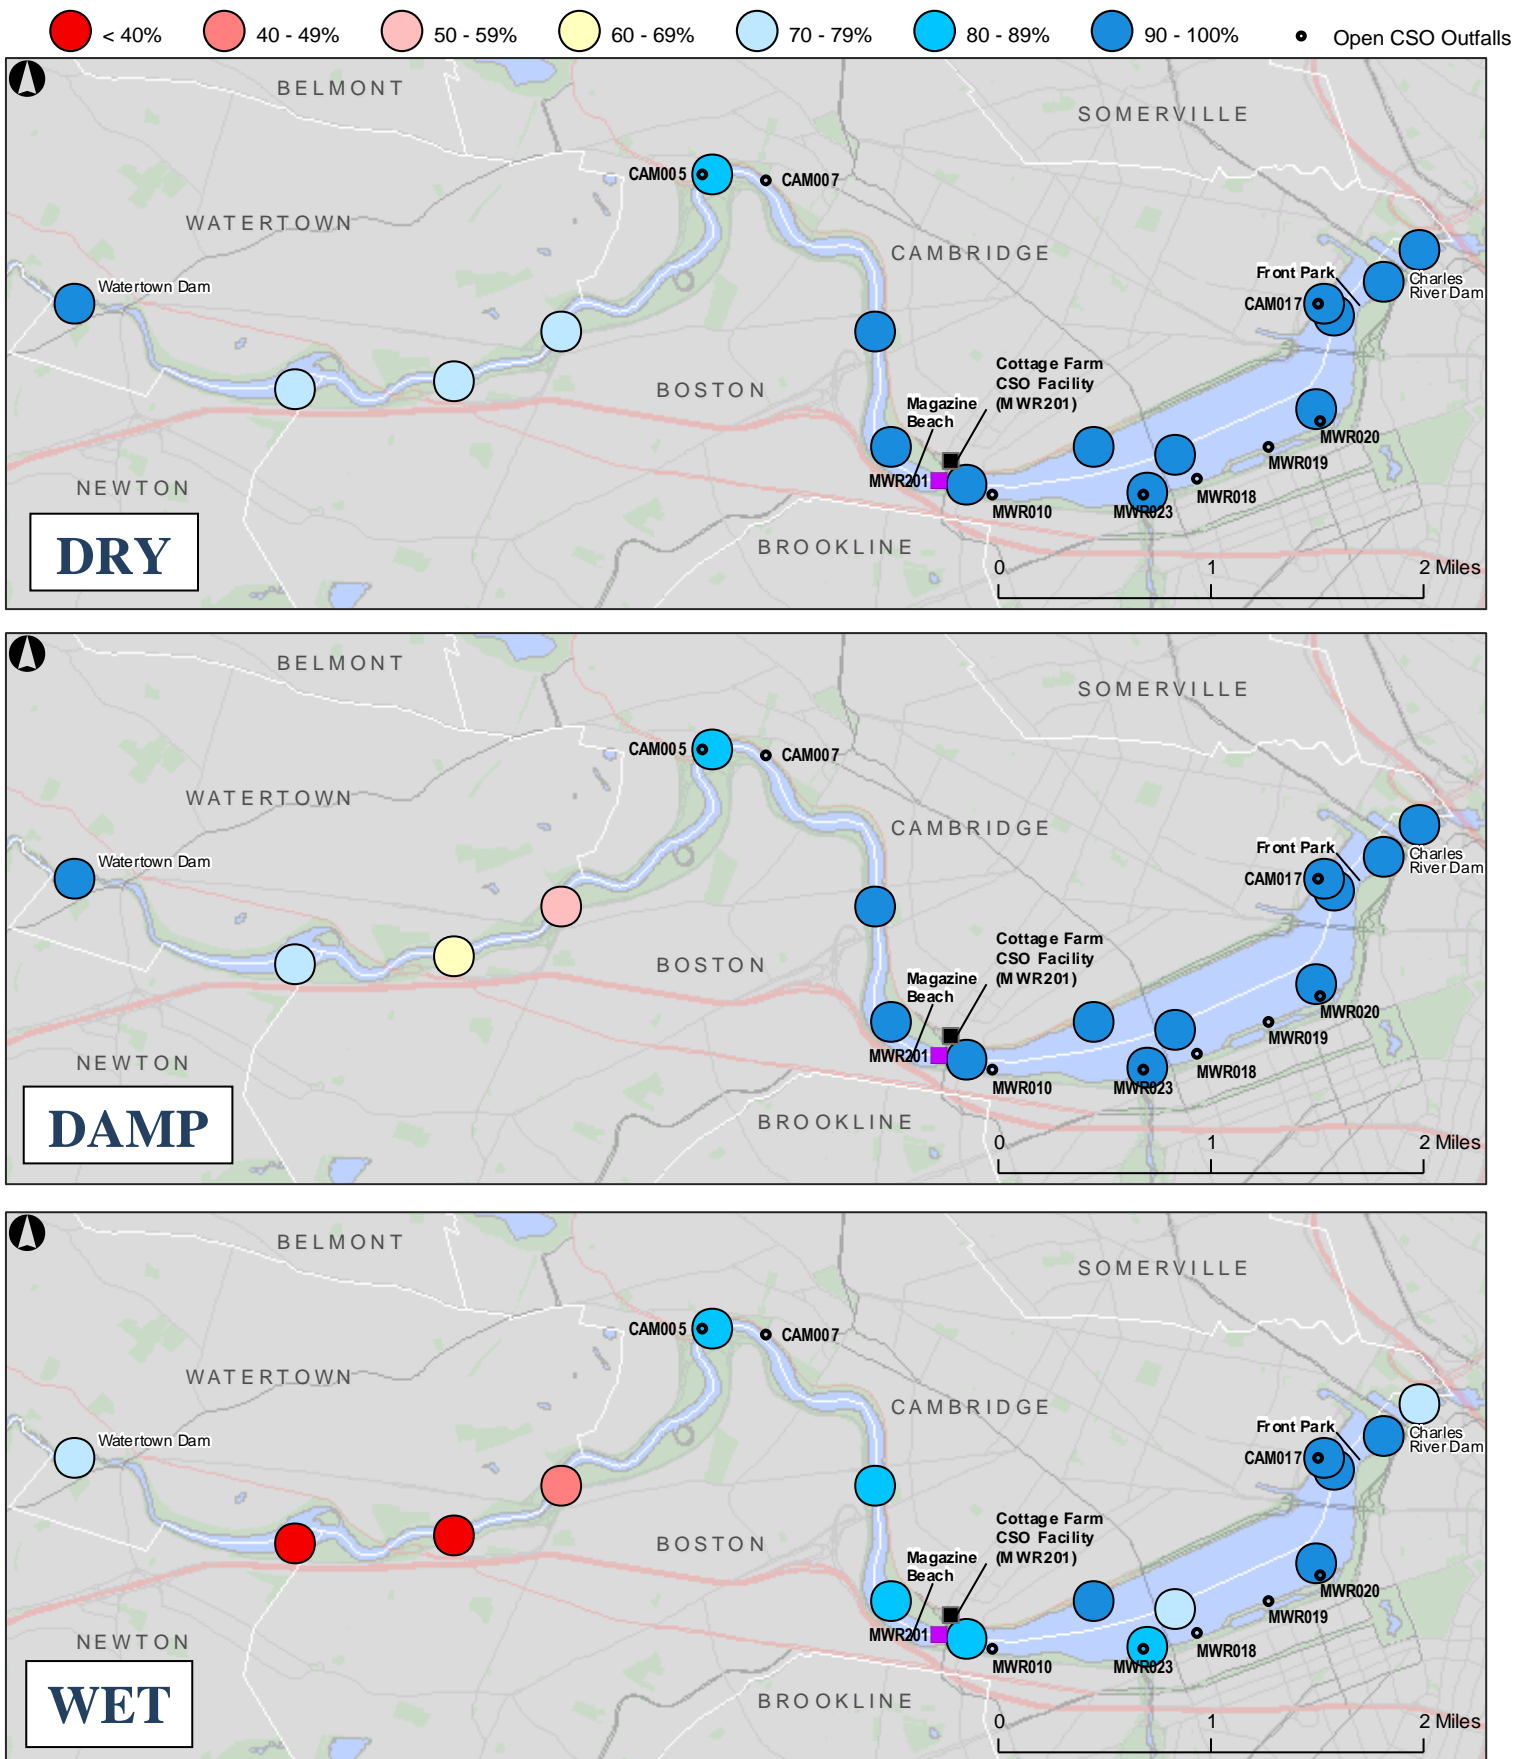 < 40% 40 - 49% 50 - 59% 60 - 69% 70 - 79% 80 - 89% 90 - 100% Open CSO Outfalls
BELMONT
SOMERVILLE
CAM005
CAM007
WATERTOWN
CAMBRIDGE
Watertown Dam
Front Park
Charles
River Dam
CAM017
Cottage Farm
CSO Facility
(MWR201)
BOSTON
Magazine
Beach
MWR020
MWR019
MWR201
NEWTON
MWR018
MWR010
MWR023
BROOKLINE
DRY
0 1 2 Miles
BELMONT
SOMERVILLE
CAM005
CAM007
WATERTOWN
CAMBRIDGE
Watertown Dam
Front Park
Charles
River Dam
CAM017
Cottage Farm
CSO Facility
(MWR201)
BOSTON
Magazine
Beach
MWR020
MWR019
MWR201
NEWTON
MWR018
MWR010
MWR023
BROOKLINE
DAMP
0 1 2 Miles
BELMONT
SOMERVILLE
CAM005
CAM007
WATERTOWN
CAMBRIDGE
Watertown Dam
Front Park
Charles
River Dam
CAM017
Cottage Farm
CSO Facility
(MWR201)
BOSTON
Magazine
Beach
MWR020
MWR019
MWR201
NEWTON
MWR018
MWR010
MWR023
BROOKLINE
WET
0 1 2 Miles